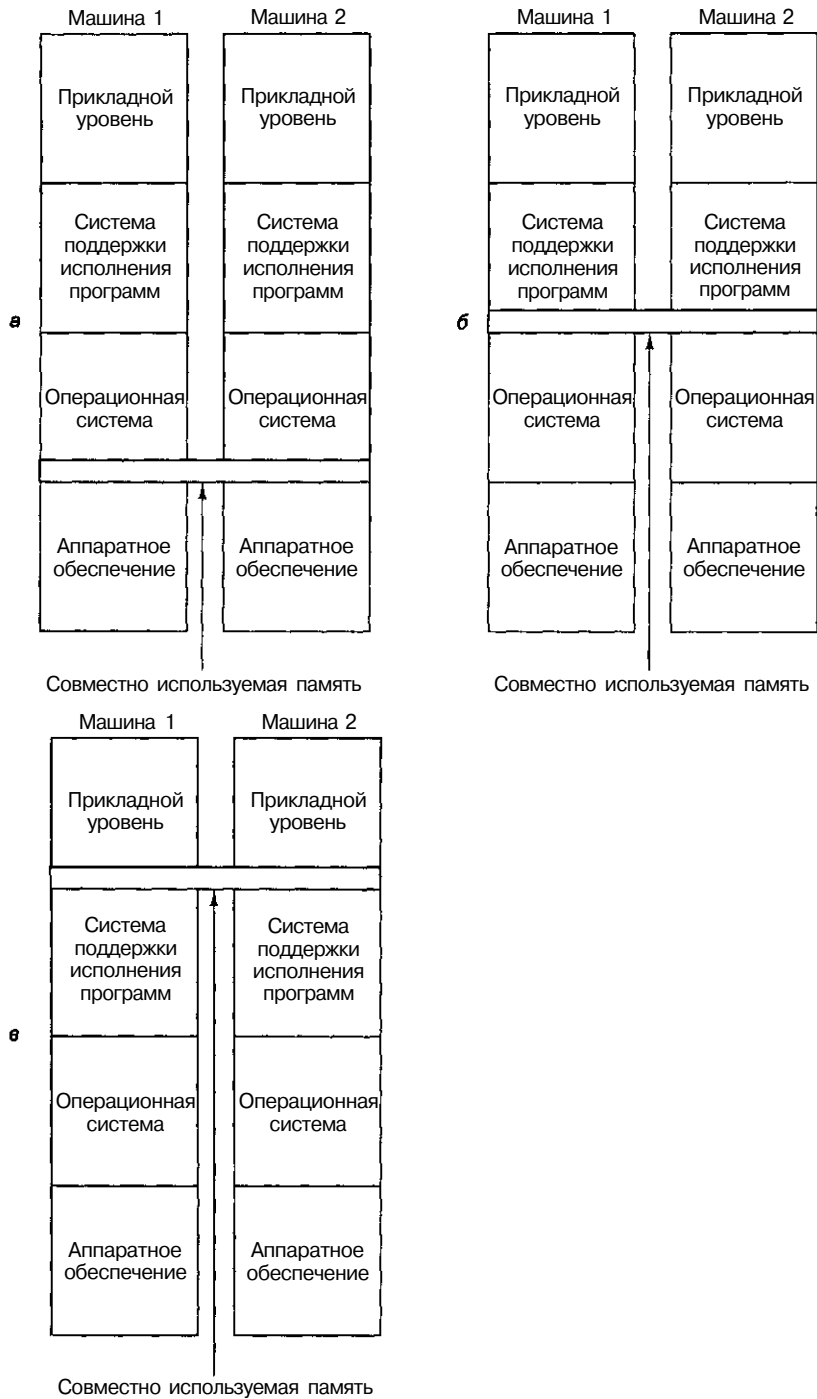 Машина 1 Машина 2
Прикладной Прикладной
уровень уровень
Система Система
поддержки поддержки
исполнения исполнения
программ программ
а
Операционная Операционная
система система
Аппаратное Аппаратное
обеспечение обеспечение
Совместно используемая память
Машина 1 Машина 2
Прикладной Прикладной
уровень уровень
Система Система
поддержки поддержки
исполнения исполнения
программ программ
б
Операционная Операционная
система система
Аппаратное Аппаратное
обеспечение обеспечение
Совместно используемая память
Машина 1 Машина 2
Прикладной Прикладной
уровень уровень
Система Система
поддержки поддержки
исполнения исполнения
программ программ
в
Операционная Операционная
система система
Аппаратное Аппаратное
обеспечение обеспечение
Совместно используемая память